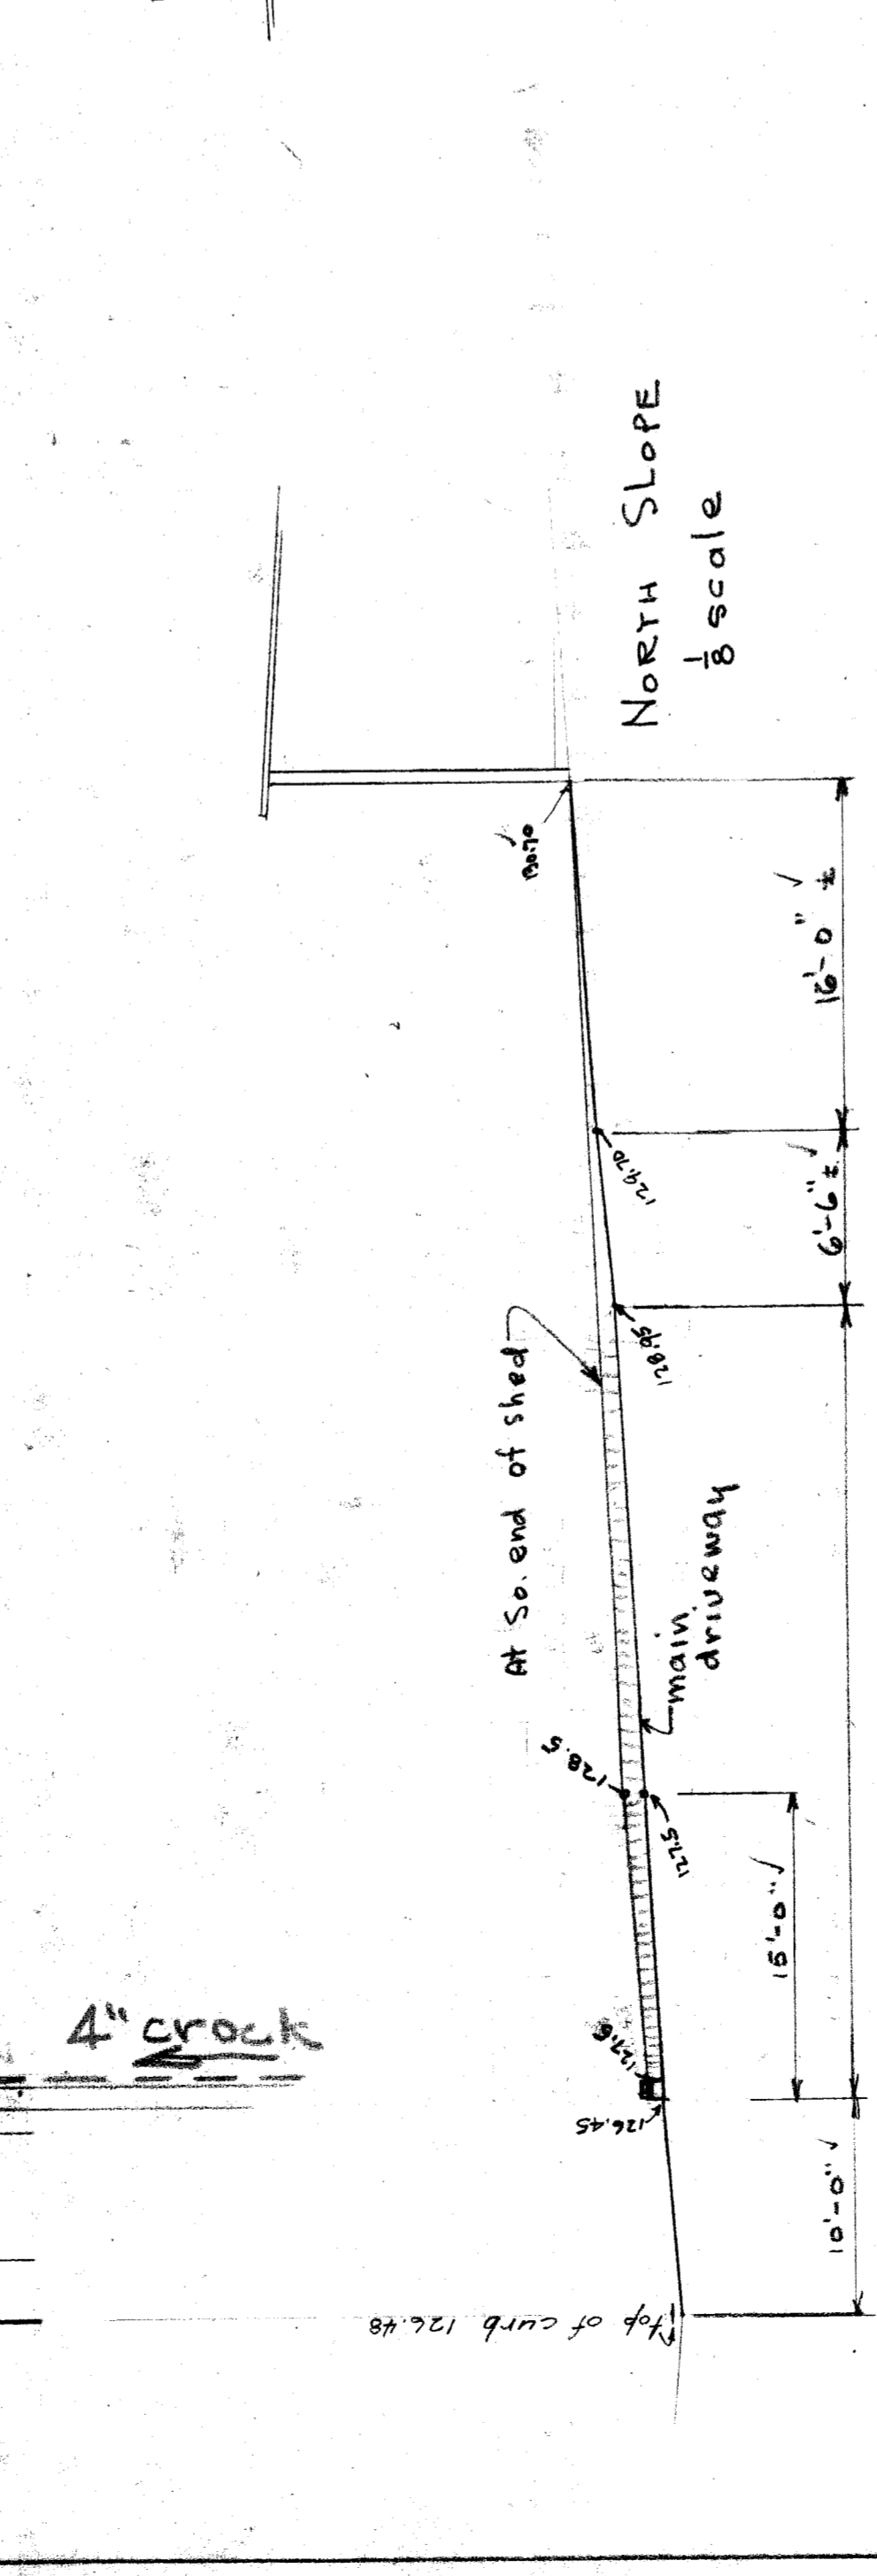 NORTH SLOPE
1/8 scale
130.70 ✓
16'-0" ± ✓
129.70
6'-6" ± ✓
128.95
At So. end of shed
main
driveway
128.5
127.5
15'-0" ✓
4" crock
127.6
126.45
10'-0" ✓
top of curb 126.48